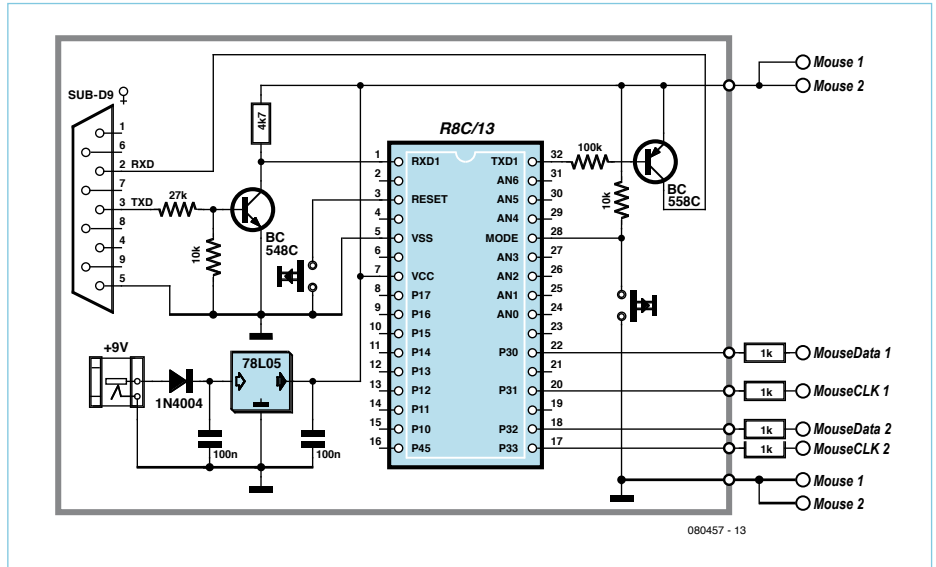 SUB-D9
1
6
2 RXD
7
3 TXD
8
4
9
5
27k
10k
4k7
BC
548C
+9V
1N4004
100n
78L05
100n
R8C/13
1 RXD1
2
3 RESET
4
5 VSS
6
7 VCC
8 P17
9 P16
10 P15
11 P14
12 P13
13 P12
14 P11
15 P10
16 P45
TXD1 32
AN6 31
AN5 30
AN4 29
MODE 28
AN3 27
AN2 26
AN1 25
AN0 24
23
P30 22
21
P31 20
19
P32 18
P33 17
100k
10k
BC
558C
Mouse 1
Mouse 2
1k MouseData 1
1k MouseCLK 1
1k MouseData 2
1k MouseCLK 2
Mouse 1
Mouse 2
080457 - 13